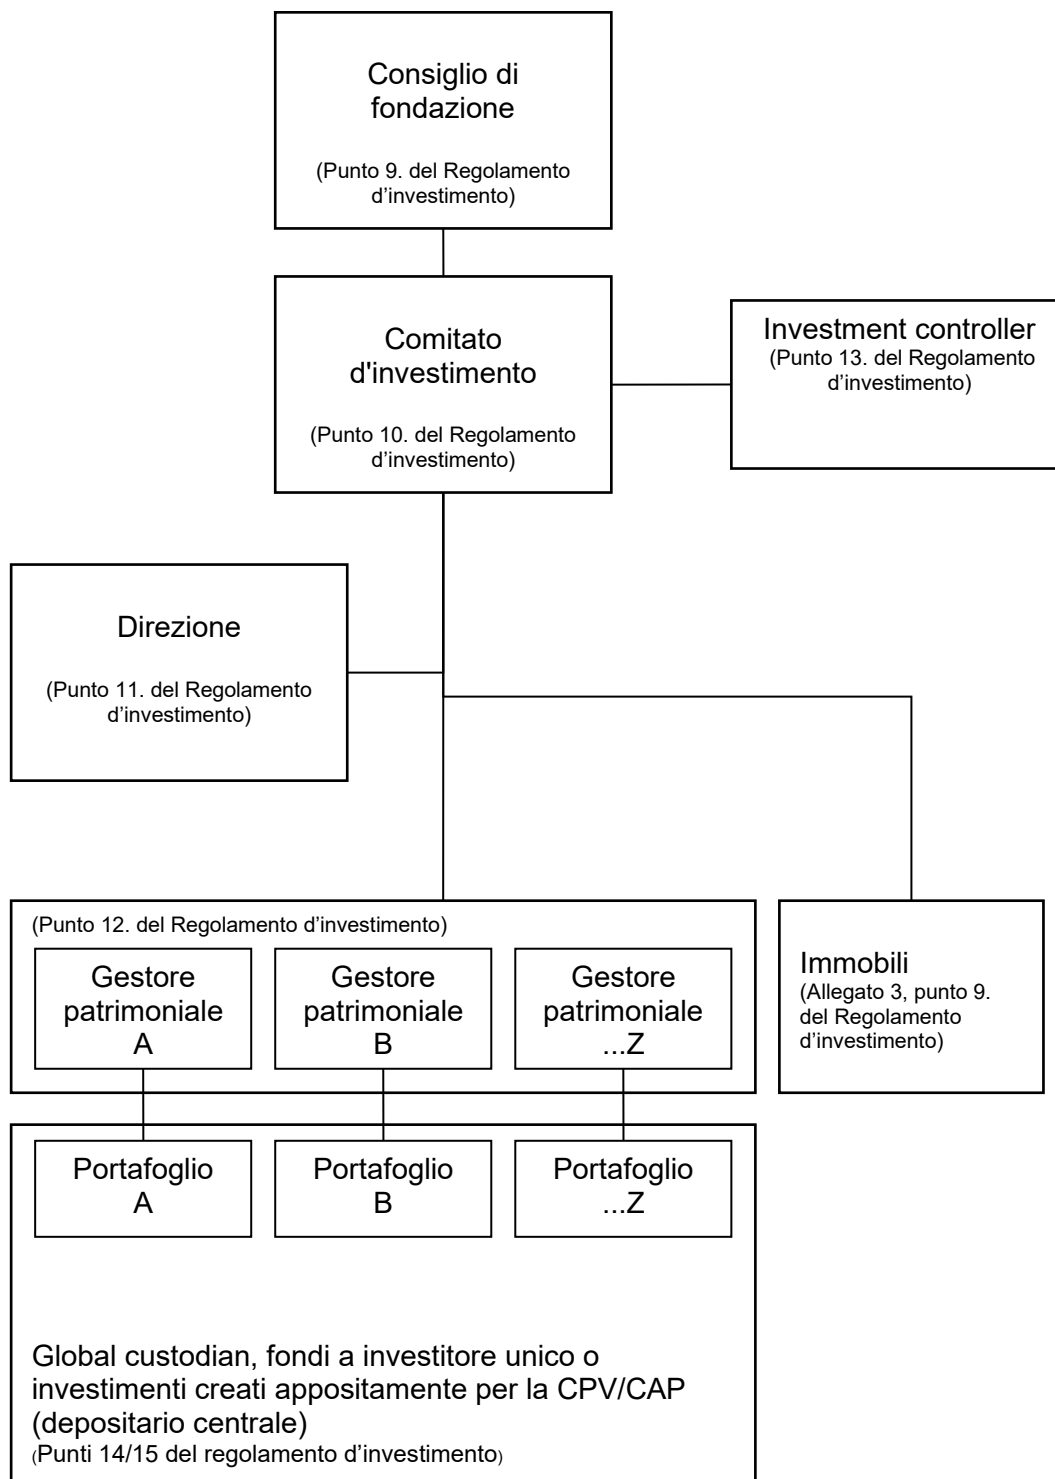 Consiglio di
fondazione
(Punto 9. del Regolamento
d’investimento)
Comitato
d'investimento
(Punto 10. del Regolamento
d’investimento)
Investment controller
(Punto 13. del Regolamento
d’investimento)
Direzione
(Punto 11. del Regolamento
d’investimento)
(Punto 12. del Regolamento d’investimento)
Gestore
patrimoniale
A
Gestore
patrimoniale
B
Gestore
patrimoniale
...Z
Immobili
(Allegato 3, punto 9.
del Regolamento
d’investimento)
Portafoglio
A
Portafoglio
B
Portafoglio
...Z
Global custodian, fondi a investitore unico o
investimenti creati appositamente per la CPV/CAP
(depositario centrale)
(Punti 14/15 del regolamento d’investimento)